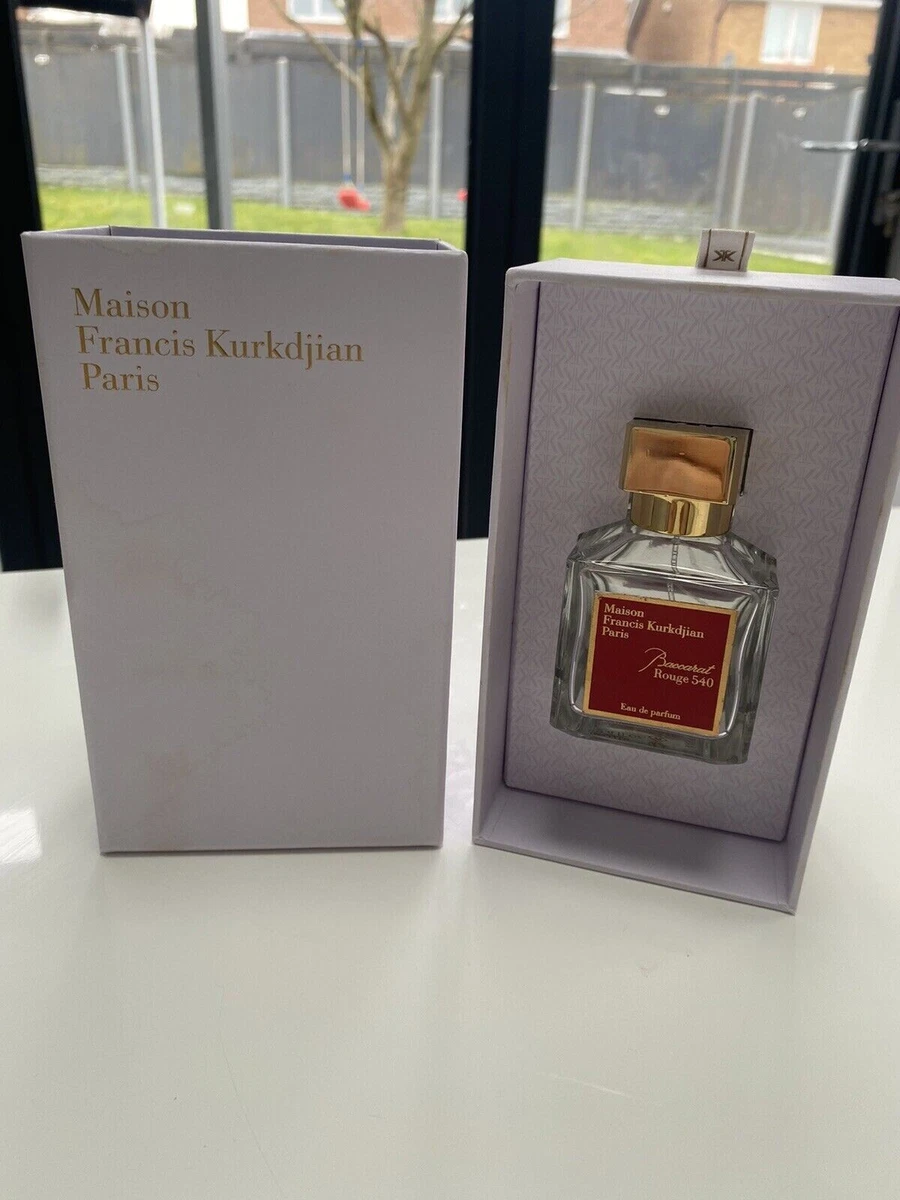 Maison
Francis Kurkdjian
Paris
Maison
Francis Kurkdjian
Paris
Baccarat
Rouge 540
Eau de parfum